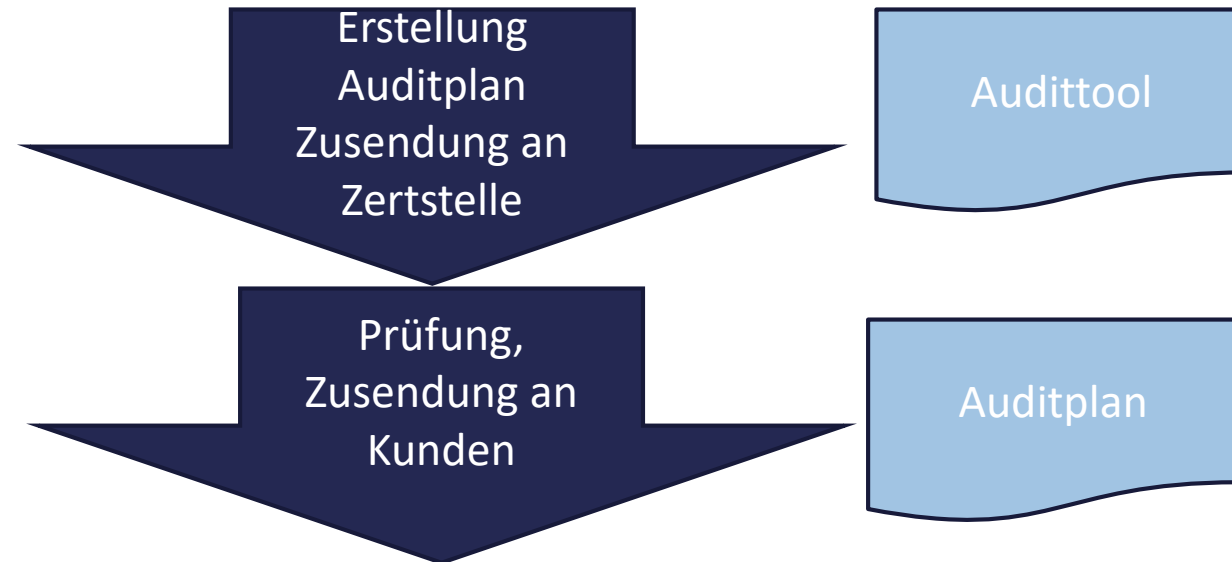 Erstellung
Auditplan
Zusendung an
Zertstelle
Audittool
Prüfung,
Zusendung an
Kunden
Auditplan